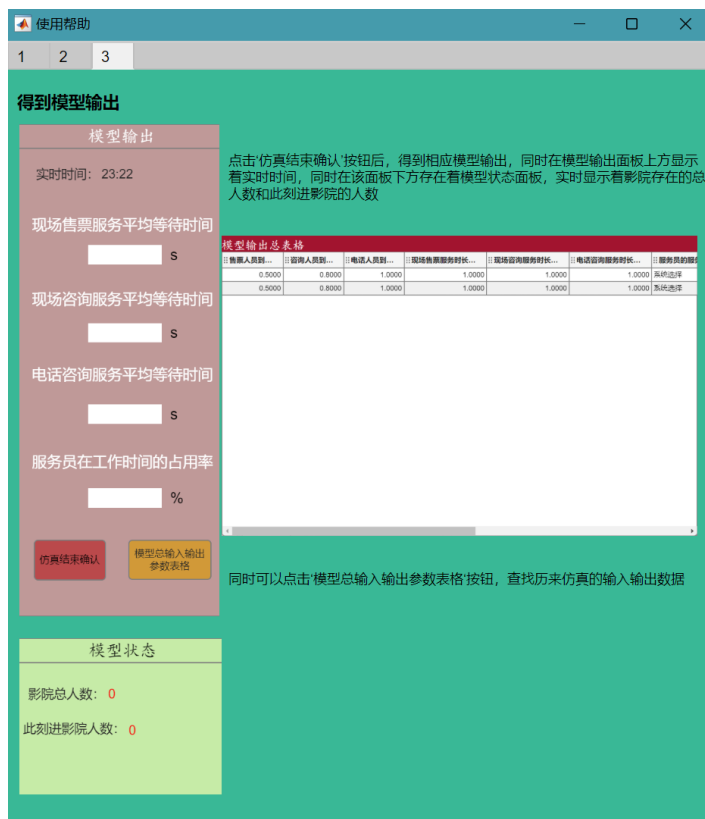 使用帮助
1 2 3
得到模型输出
模型输出
实时时间: 23:22
现场售票服务平均等待时间
s
现场咨询服务平均等待时间
s
电话咨询服务平均等待时间
s
服务员在工作时间的占用率
%
仿真结束确认
模型总输入输出
参数表格
点击'仿真结束确认'按钮后，得到相应模型输出，同时在模型输出面板上方显示
着实时时间，同时在该面板下方存在着模型状态面板，实时显示着影院存在的总
人数和此刻进影院的人数
模型输出总表格
售票人员到... 咨询人员到... 电话人员到... 现场售票服务时长... 现场咨询服务时长... 电话咨询服务时长... 服务员的服务
0.5000 0.8000 1.0000 1.0000 1.0000 1.0000 系统选择
0.5000 0.8000 1.0000 1.0000 1.0000 1.0000 系统选择
同时可以点击'模型总输入输出参数表格'按钮，查找历来仿真的输入输出数据
模型状态
影院总人数: 0
此刻进影院人数: 0